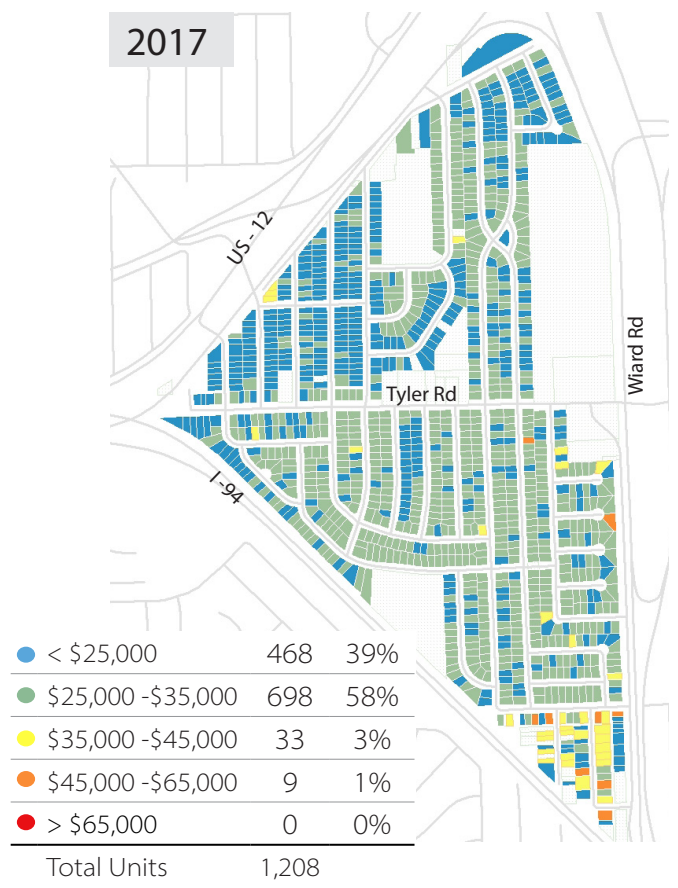 2017
US - 12
Wiard Rd
Tyler Rd
I -94
< $25,000 468 39%
$25,000 -$35,000 698 58%
$35,000 -$45,000 33 3%
$45,000 -$65,000 9 1%
> $65,000 0 0%
Total Units 1,208